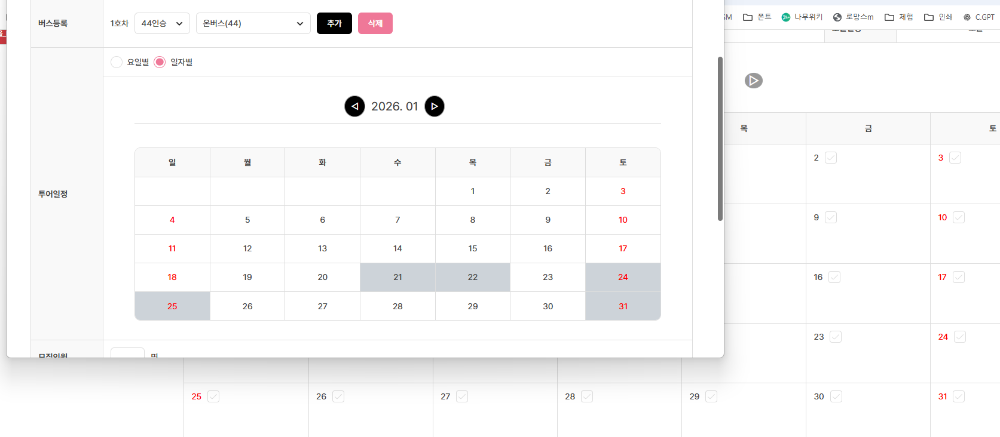 버스등록 1호차 44인승 온버스(44) 추가 삭제
SM 폰트 나무위키 로망스m 체험 인쇄 C.GPT
요일별 일자별
2026. 01
투어일정
일 월 화 수 목 금 토
1 2 3
4 5 6 7 8 9 10
11 12 13 14 15 16 17
18 19 20 21 22 23 24
25 26 27 28 29 30 31
모집인원 명
목 금 토
2 3
9 10
16 17
23 24
25 26 27 28 29 30 31